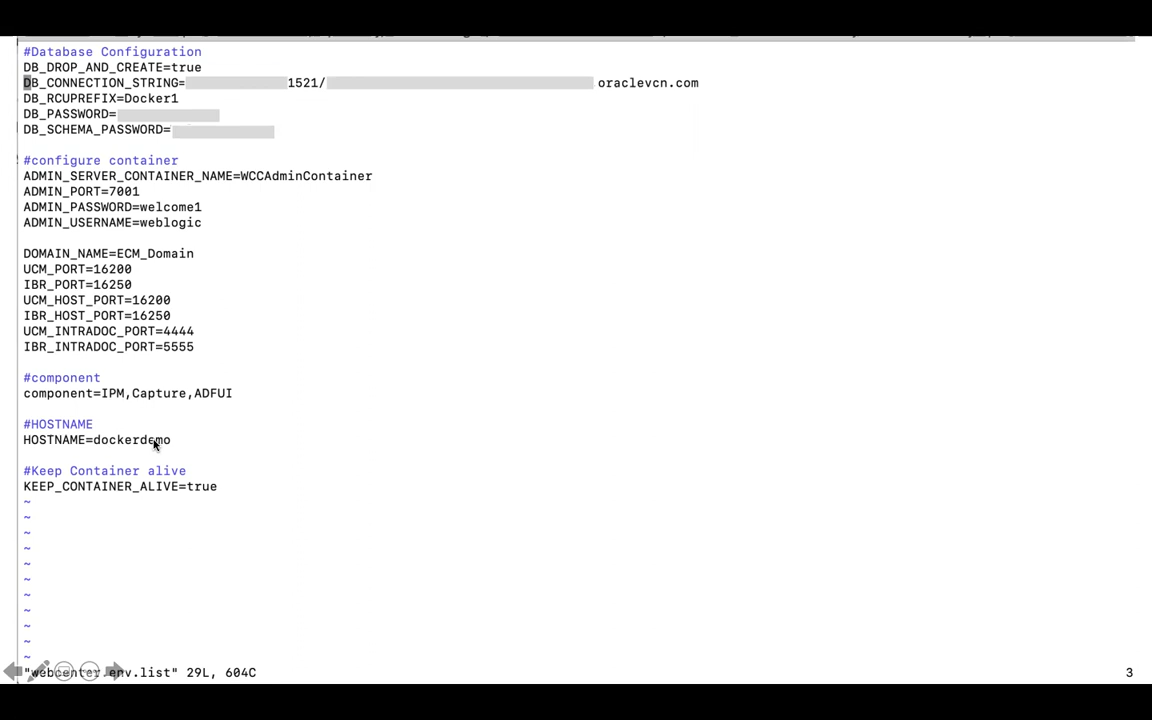 #Database Configuration
DB_DROP_AND_CREATE=true
DB_CONNECTION_STRING= 1521/ oraclevcn.com
DB_RCUPREFIX=Docker1
DB_PASSWORD=
DB_SCHEMA_PASSWORD=
#configure container
ADMIN_SERVER_CONTAINER_NAME=WCCAdminContainer
ADMIN_PORT=7001
ADMIN_PASSWORD=welcome1
ADMIN_USERNAME=weblogic
DOMAIN_NAME=ECM_Domain
UCM_PORT=16200
IBR_PORT=16250
UCM_HOST_PORT=16200
IBR_HOST_PORT=16250
UCM_INTRADOC_PORT=4444
IBR_INTRADOC_PORT=5555
#component
component=IPM,Capture,ADFUI
#HOSTNAME
HOSTNAME=dockerdemo
#Keep Container alive
KEEP_CONTAINER_ALIVE=true
~
~
~
~
~
~
~
~
~
~
~
"webcenter.env.list" 29L, 604C 3